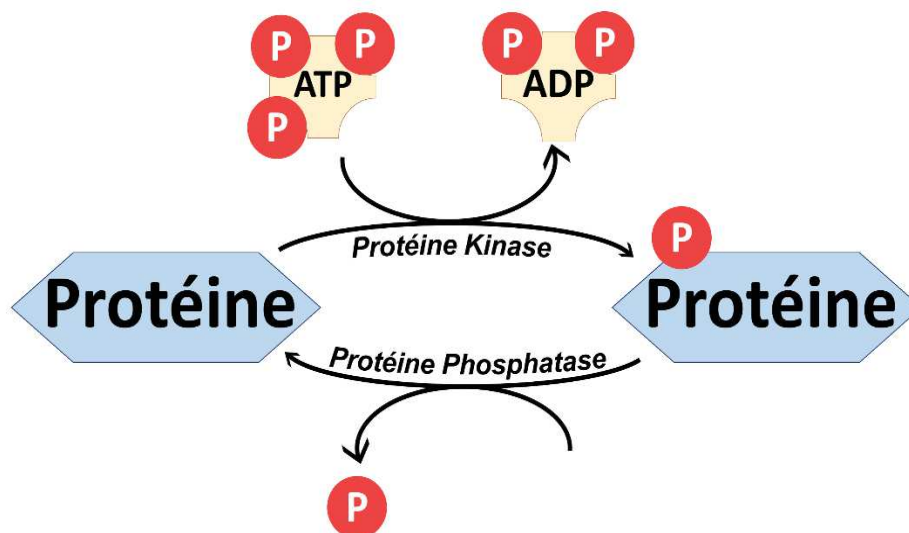 P P P P
ATP ADP
P
P
Protéine Kinase
Protéine Protéine
Protéine Phosphatase
P